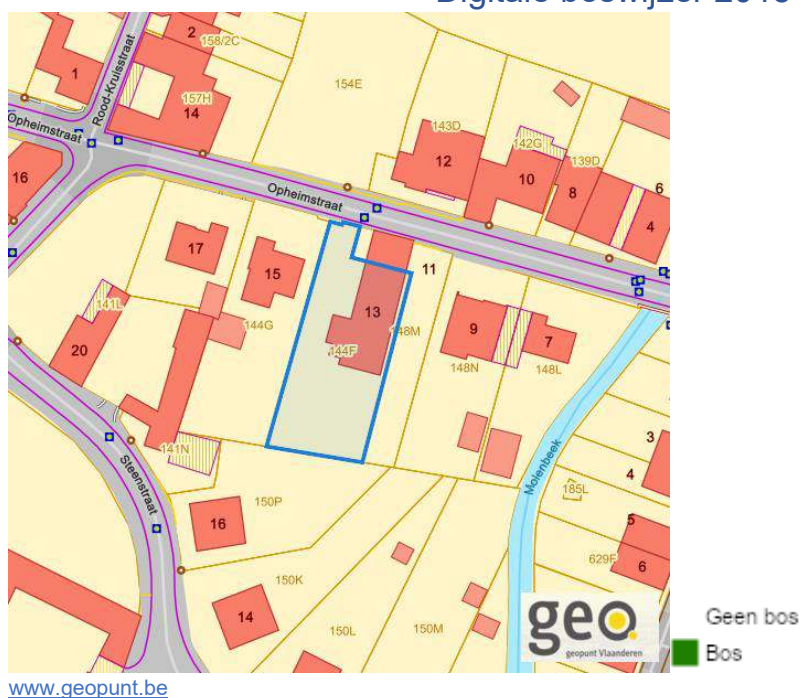 2
158/2C
1
Rood-Kruisstraat
157H
14
154E
Opheimstraat
143D
12
142G
10
139D
8
6
4
16
Opheimstraat
17
15
11
13
148M
144F
144G
141L
20
9
7
148N
148L
141N
Steenstraat
16
150P
Molenbeek
185L
3
4
5
629F
6
150K
14
150L
150M
geo.
geopunt Vlaanderen
Geen bos
Bos
www.geopunt.be